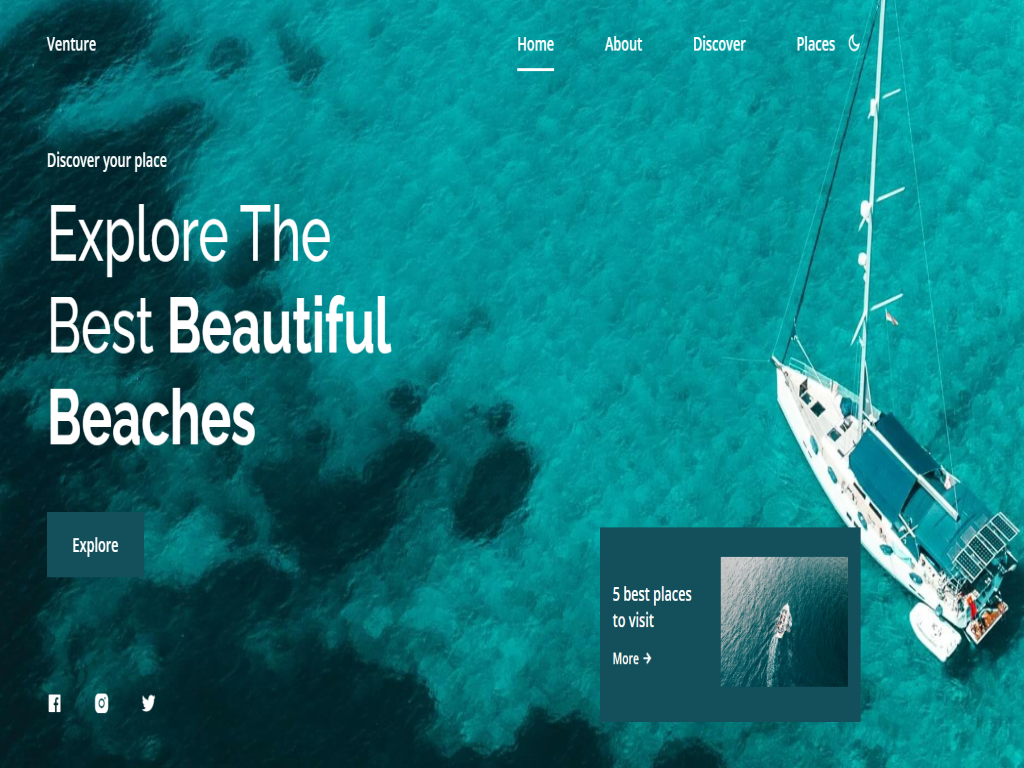 Venture
Home
About
Discover
Places
Discover your place
Explore The
Best Beautiful
Beaches
Explore
5 best places
to visit
More